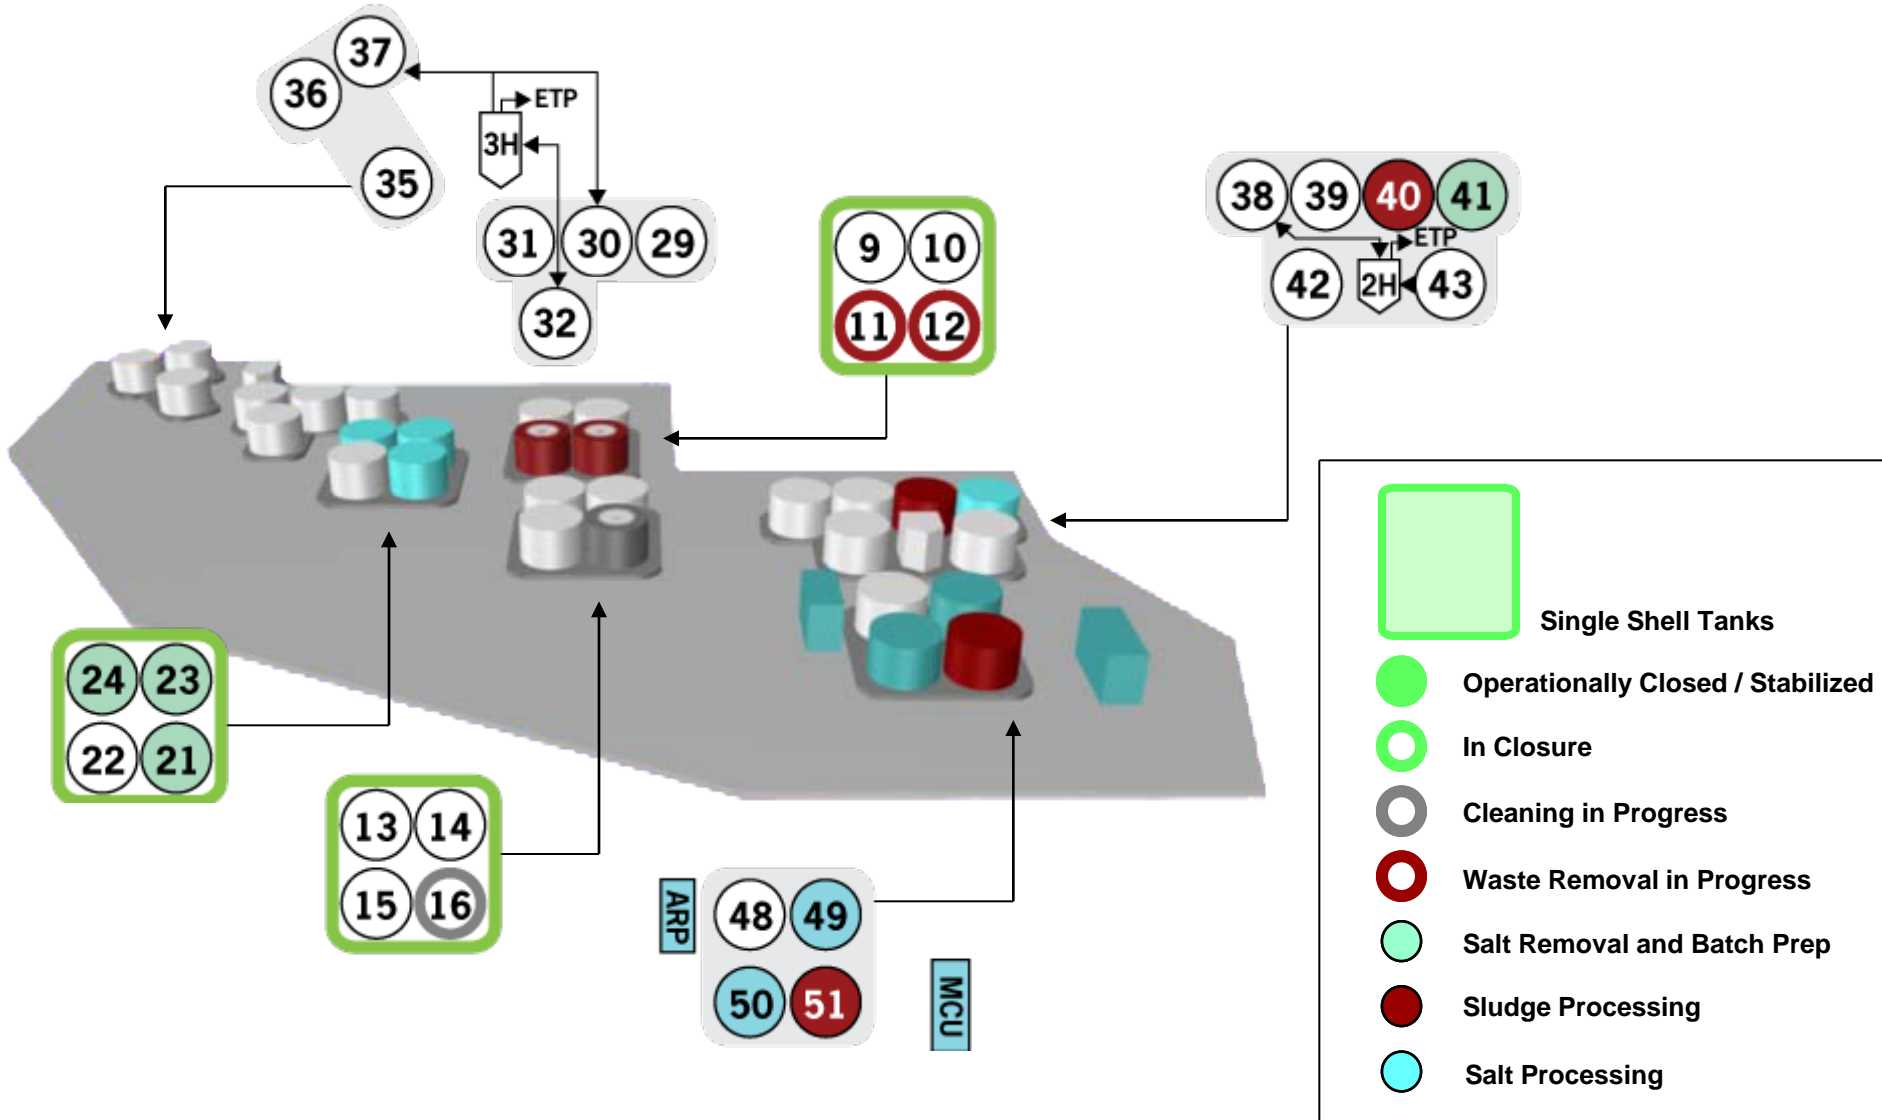 37
36
ETP
3H
35
31 30 29
32
9 10
11 12
38 39 40 41
ETP
42 2H 43
24 23
22 21
13 14
15 16
ARP
48 49
50 51
MCU
Single Shell Tanks
Operationally Closed / Stabilized
In Closure
Cleaning in Progress
Waste Removal in Progress
Salt Removal and Batch Prep
Sludge Processing
Salt Processing